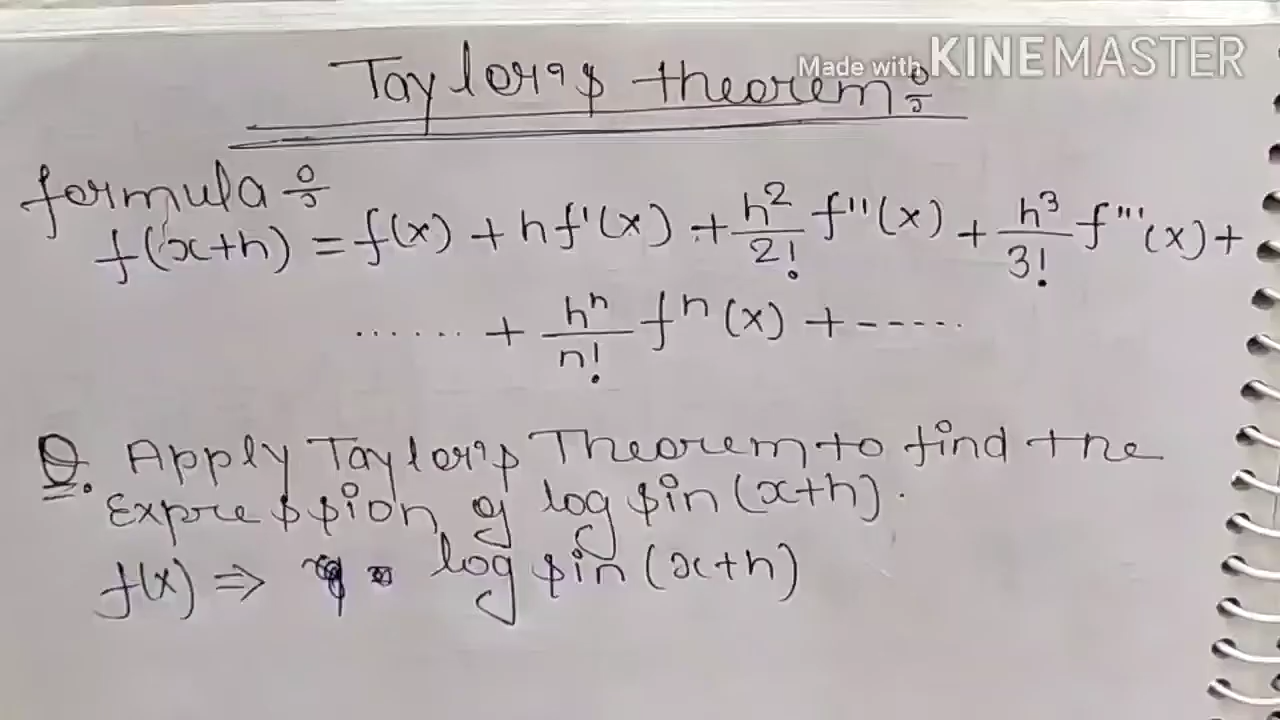 Made with KINEMASTER
Taylor's theorem:
formula:
f(x+h) = f(x) + hf'(x) + h²/2! f''(x) + h³/3! f'''(x) +
...... + hⁿ/n! fⁿ(x) + -----
Q. Apply Taylor's Theorem to find the
Expression of log sin (x+h).
f(x) ⇒ log sin (x+h)